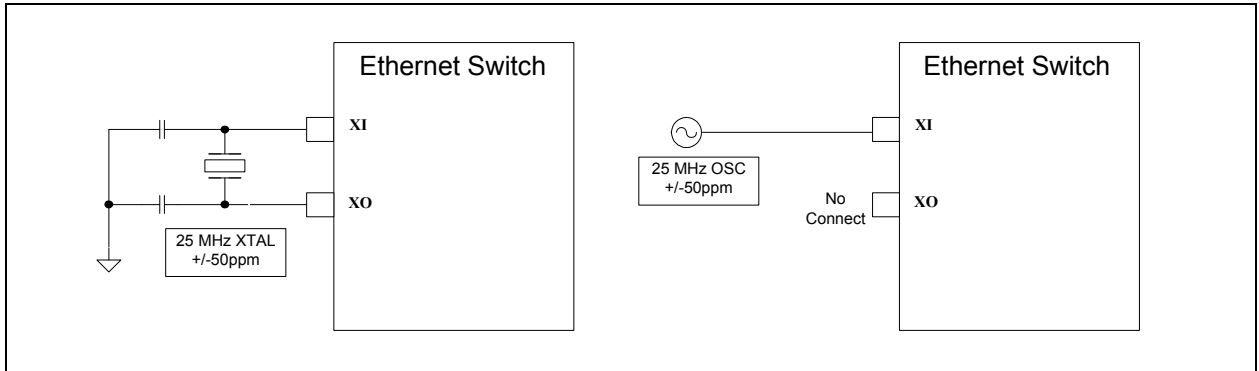 Ethernet Switch
XI
XO
25 MHz XTAL
+/-50ppm
Ethernet Switch
XI
25 MHz OSC
+/-50ppm
No
Connect
XO